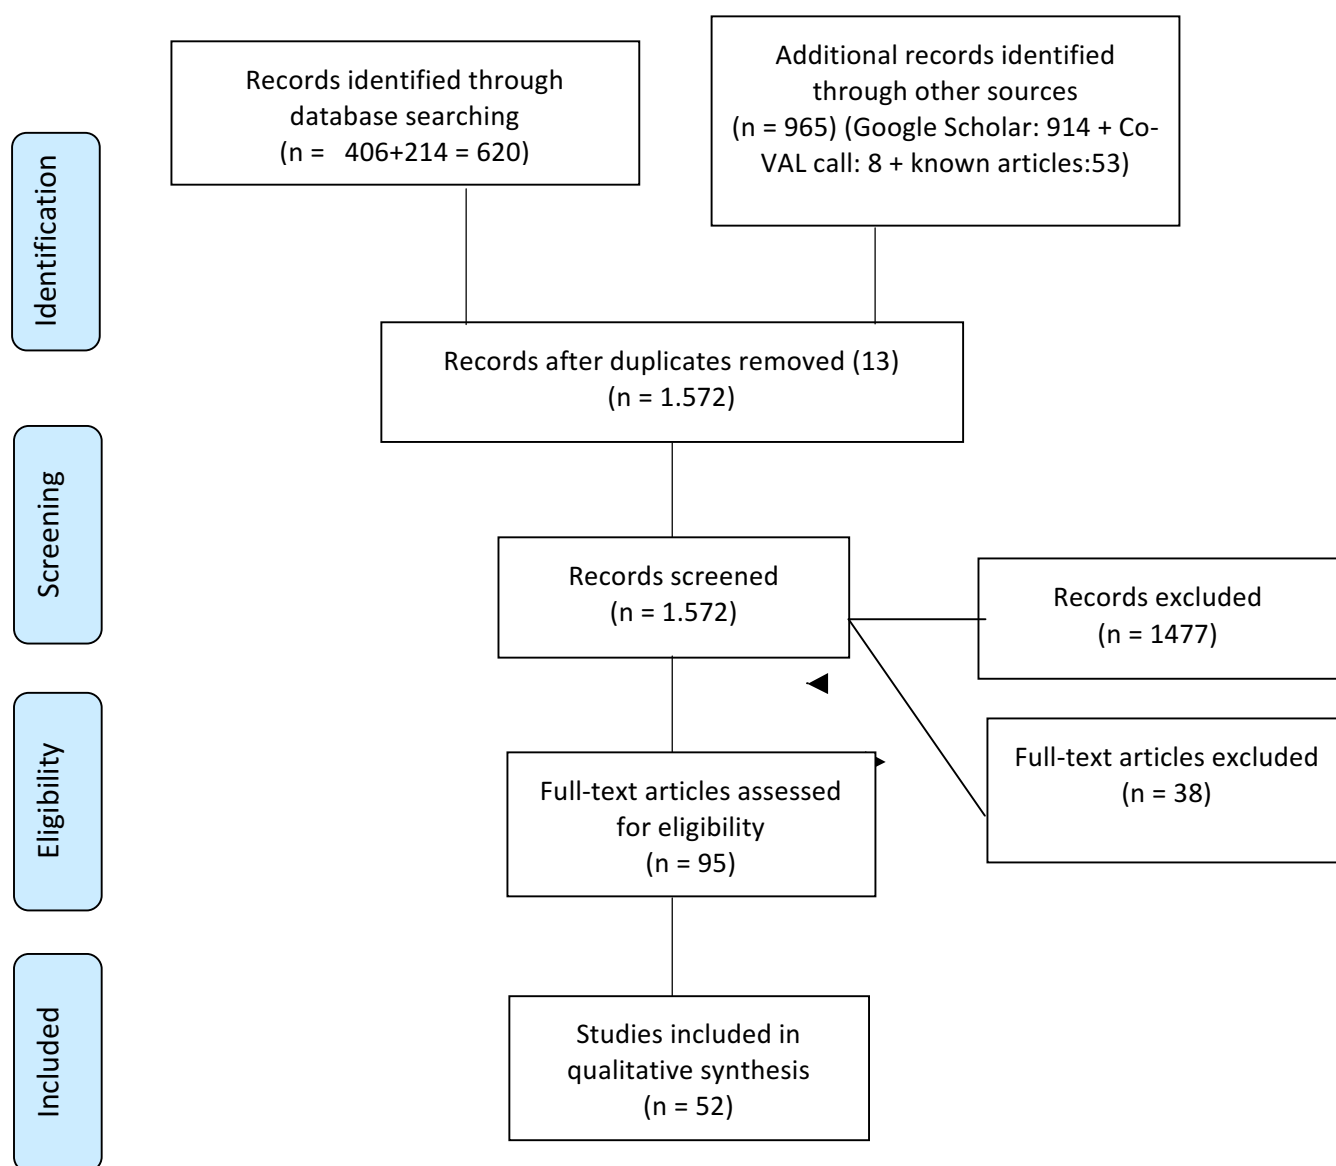 Records identified through
database searching
(n =   406+214 = 620)
Additional records identified
through other sources
(n = 965) (Google Scholar: 914 + Co-
VAL call: 8 + known articles:53)
Identification
Records after duplicates removed (13)
(n = 1.572)
Screening
Records screened
(n = 1.572)
Records excluded
(n = 1477)
Eligibility
Full-text articles assessed
for eligibility
(n = 95)
Full-text articles excluded
(n = 38)
Included
Studies included in
qualitative synthesis
(n = 52)